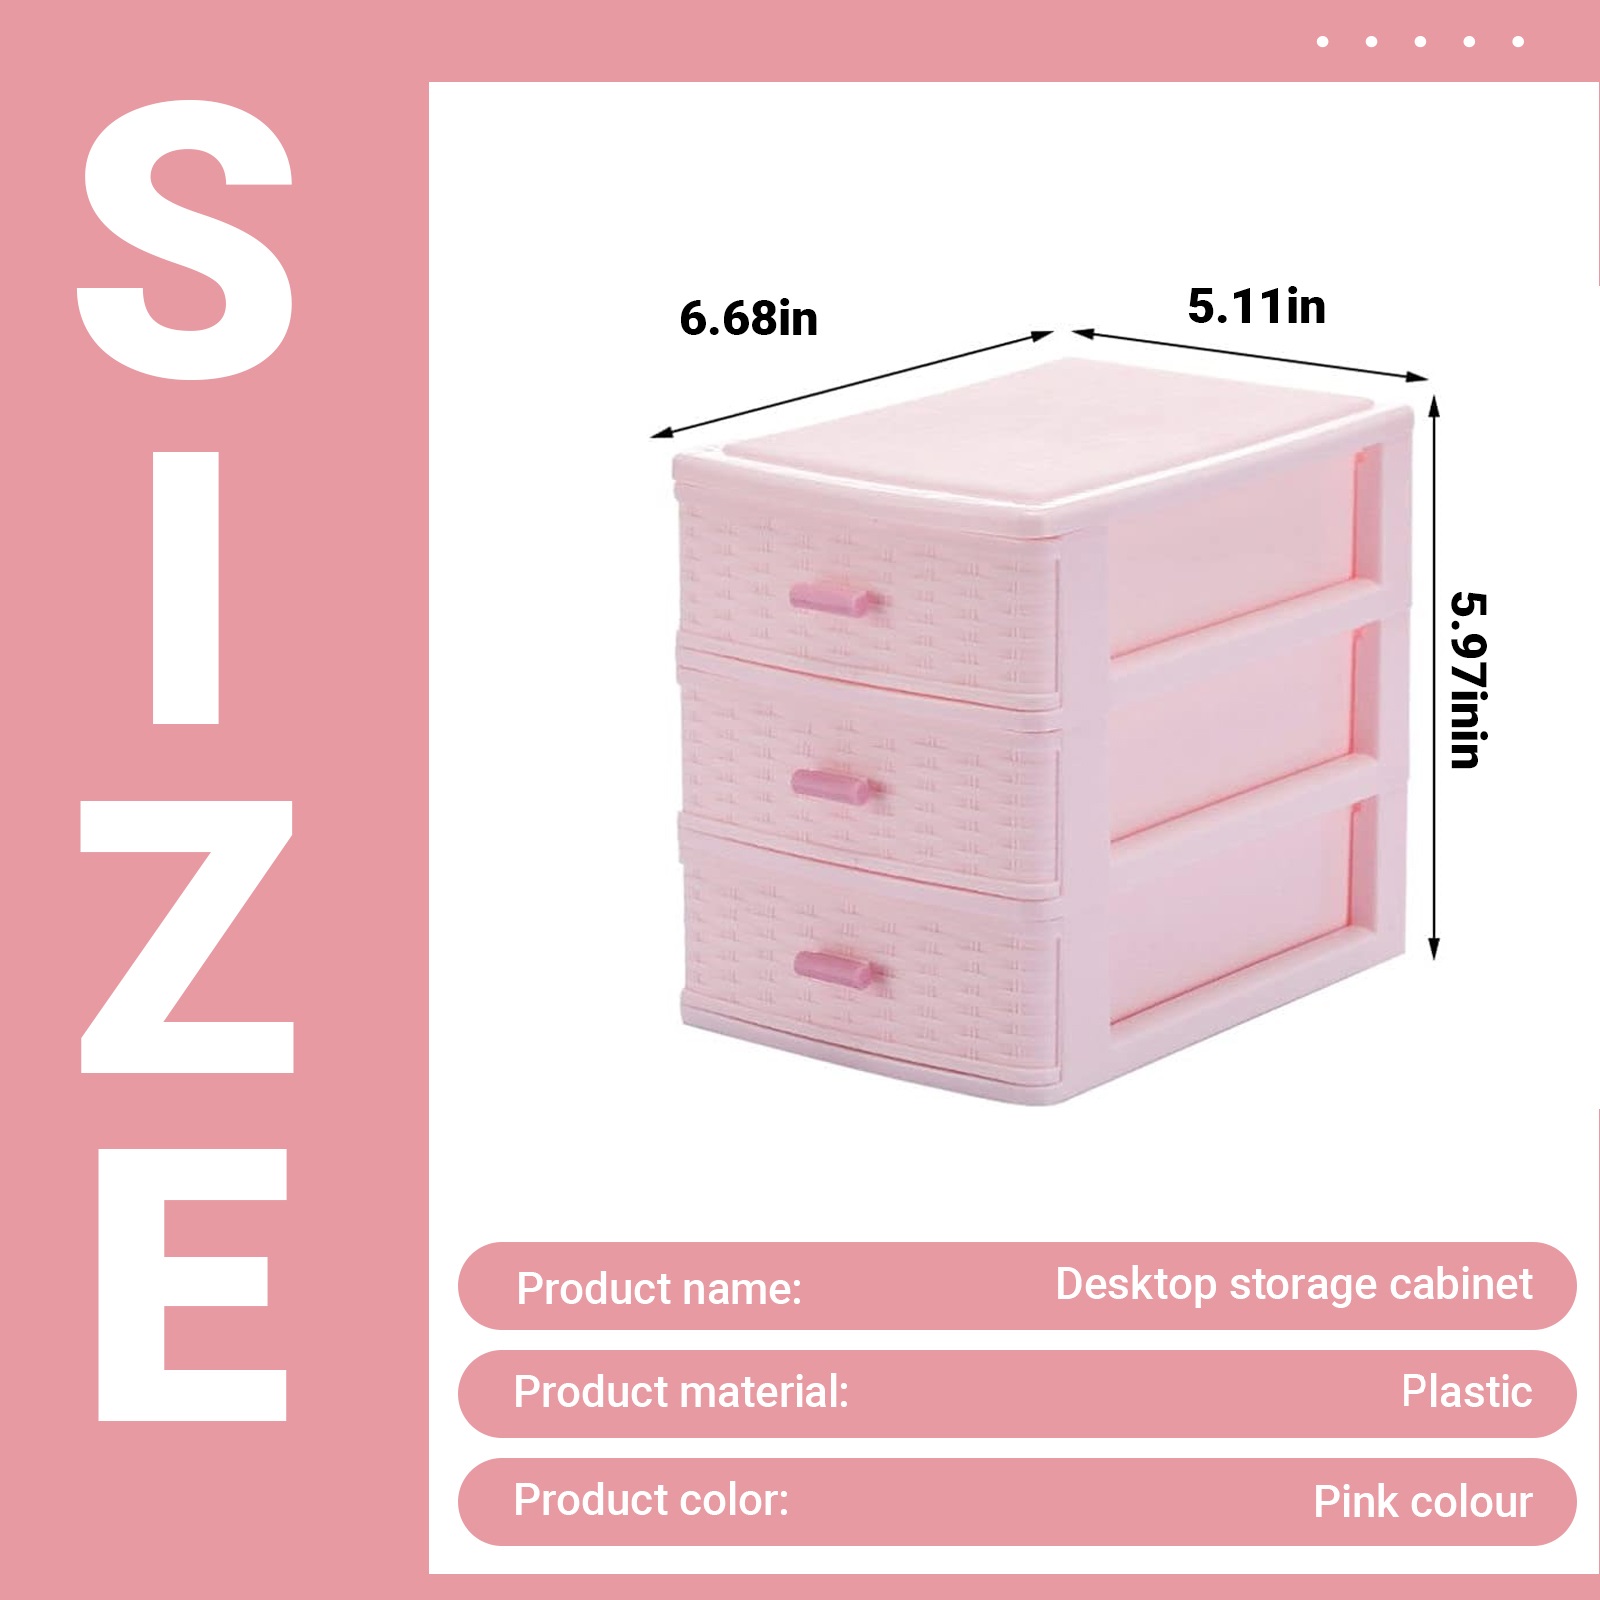 SIZE
6.68in
5.11in
5.97inin
Product name: Desktop storage cabinet
Product material: Plastic
Product color: Pink colour